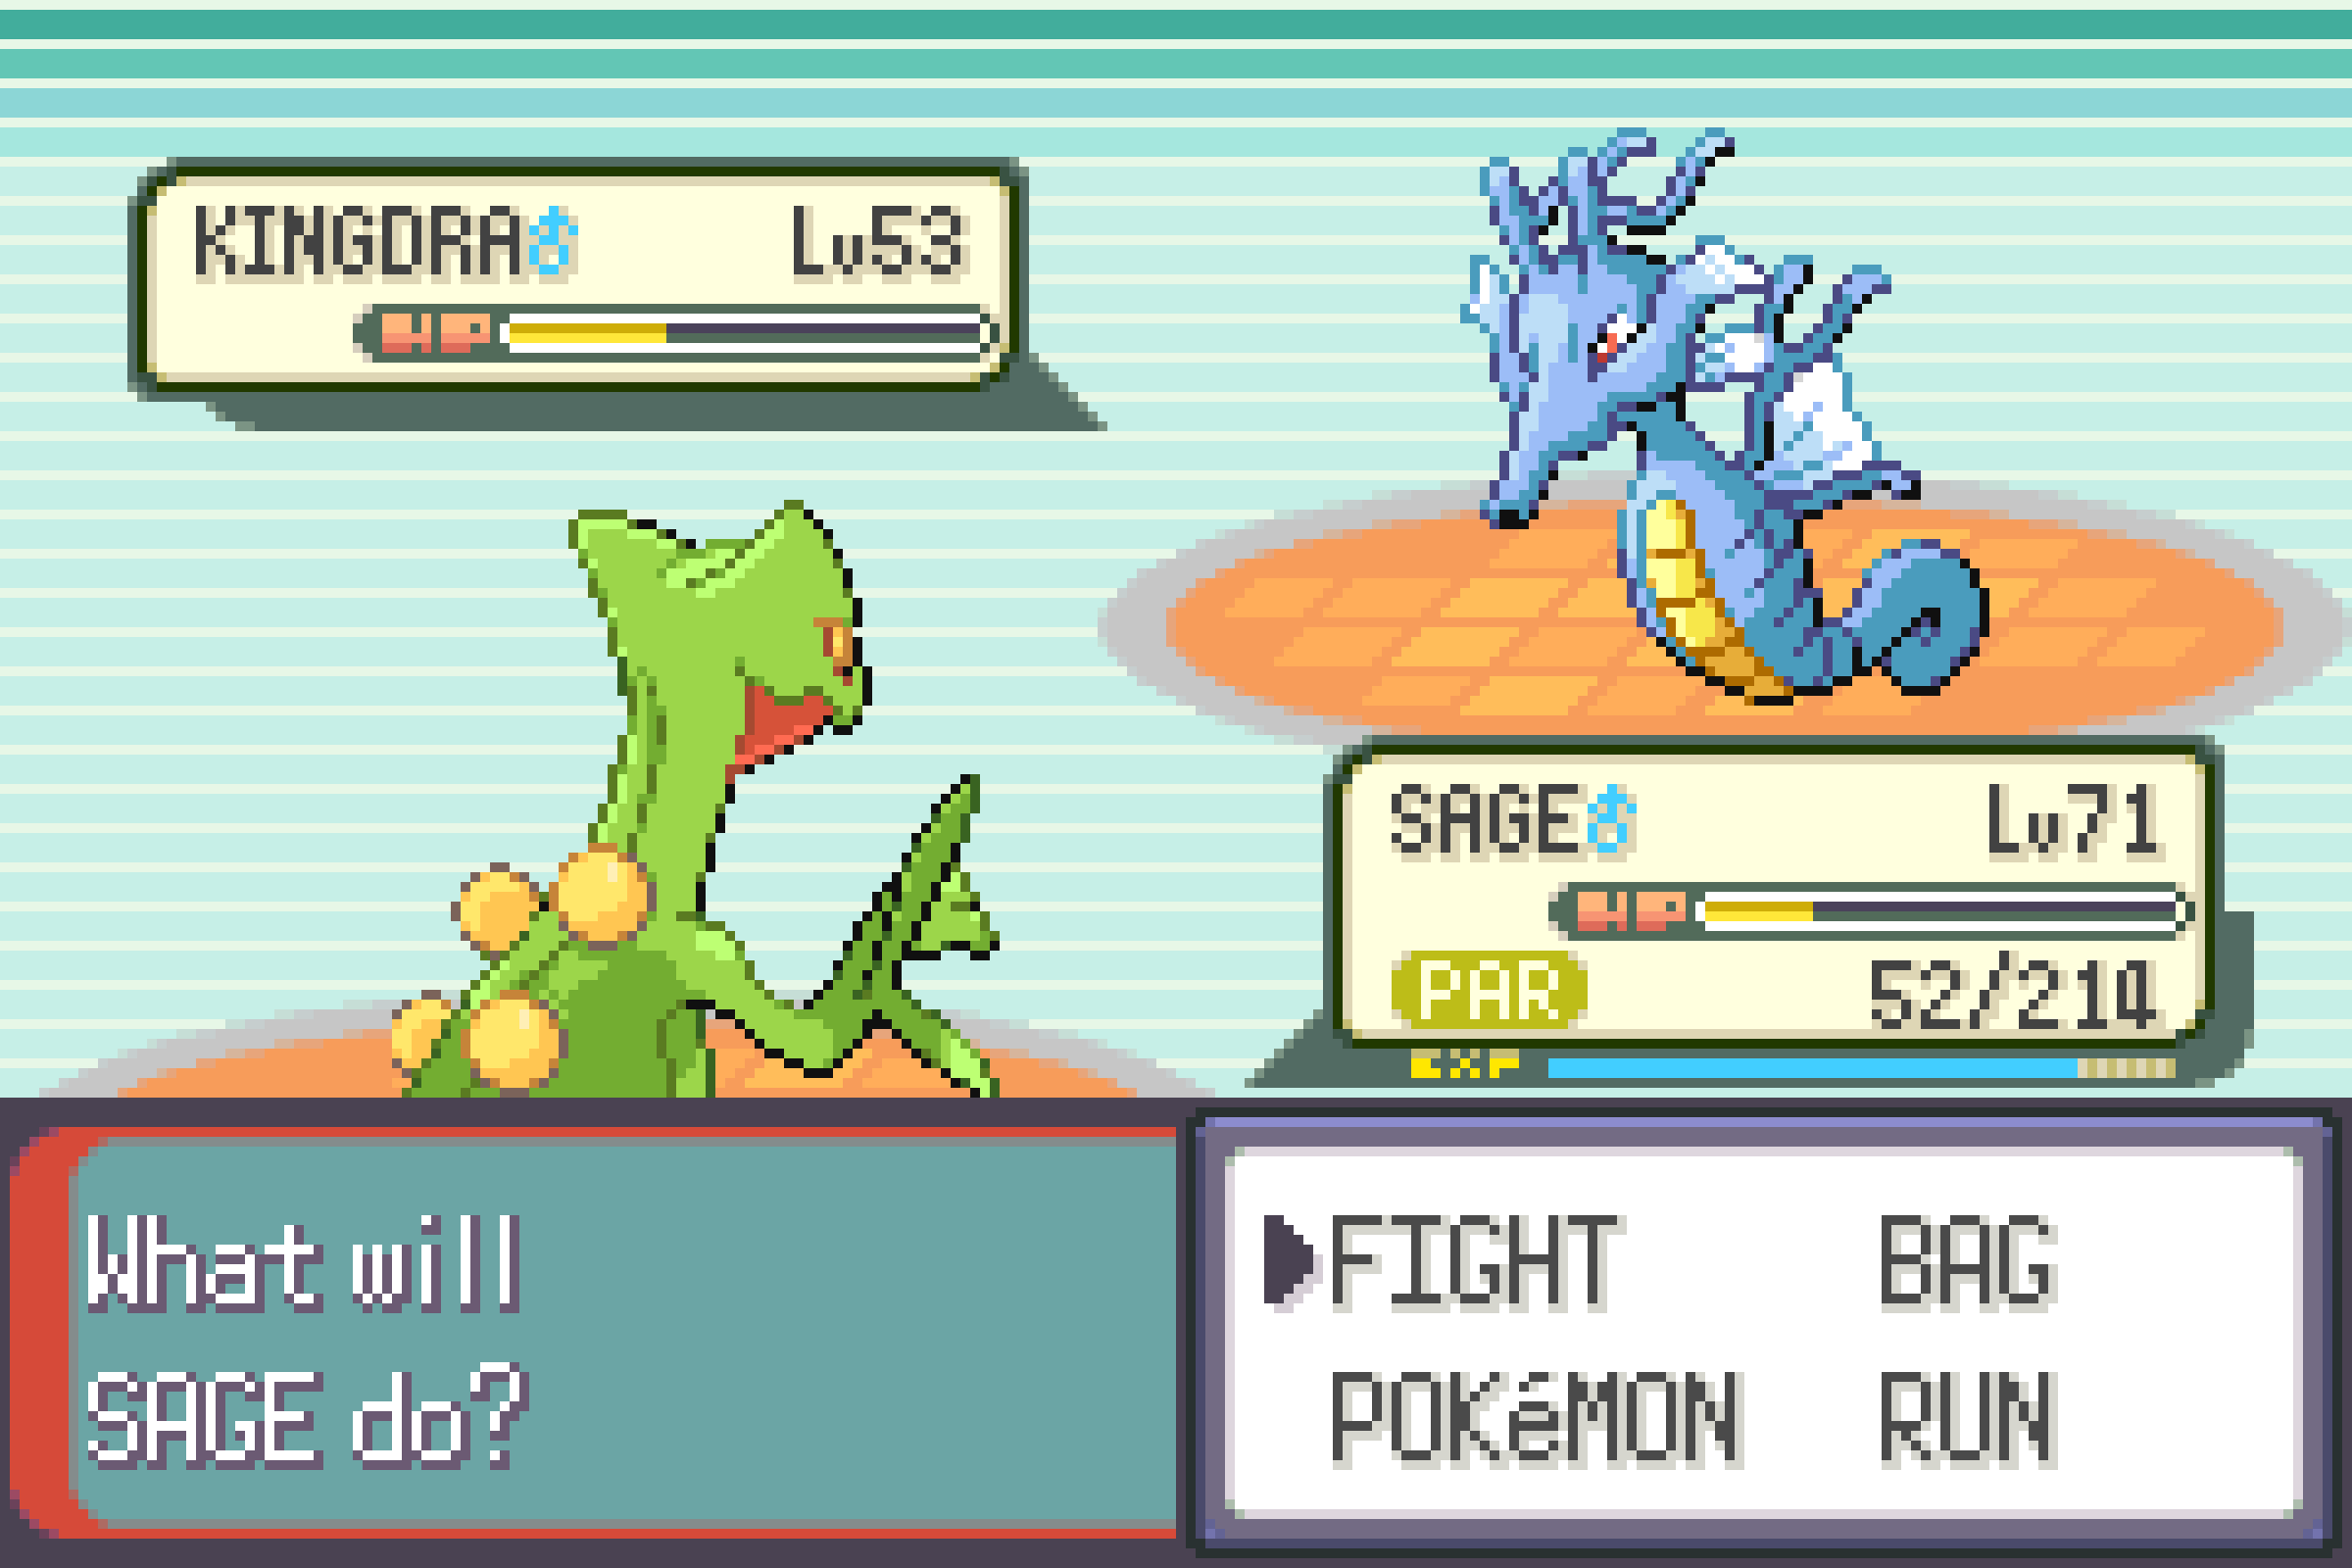 KINGDRA♂ Lv53
HP
SAGE♂ Lv71
HP
PAR 52/214
EXP
What will
SAGE do?
FIGHT BAG
POKéMON RUN